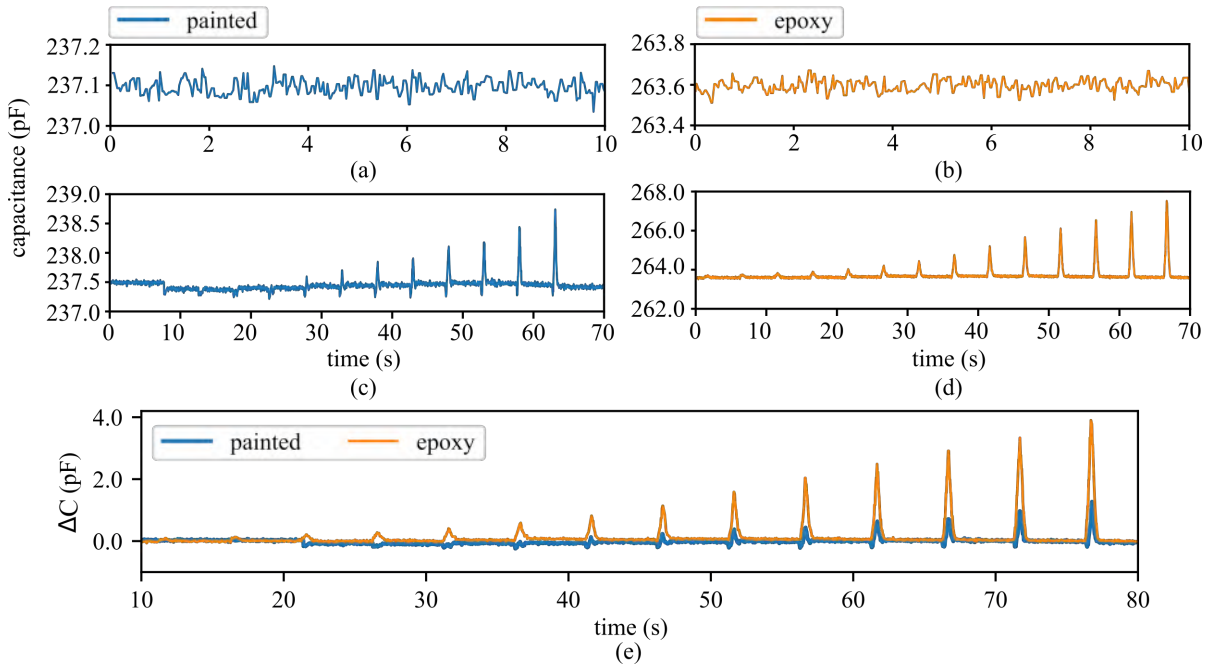 painted
epoxy
capacitance (pF)
237.2
237.1
237.0
0 2 4 6 8 10
(a)
263.8
263.6
263.4
0 2 4 6 8 10
(b)
239.0
238.5
238.0
237.5
237.0
0 10 20 30 40 50 60 70
time (s)
(c)
268.0
266.0
264.0
262.0
0 10 20 30 40 50 60 70
time (s)
(d)
painted epoxy
ΔC (pF)
4.0
2.0
0.0
10 20 30 40 50 60 70 80
time (s)
(e)